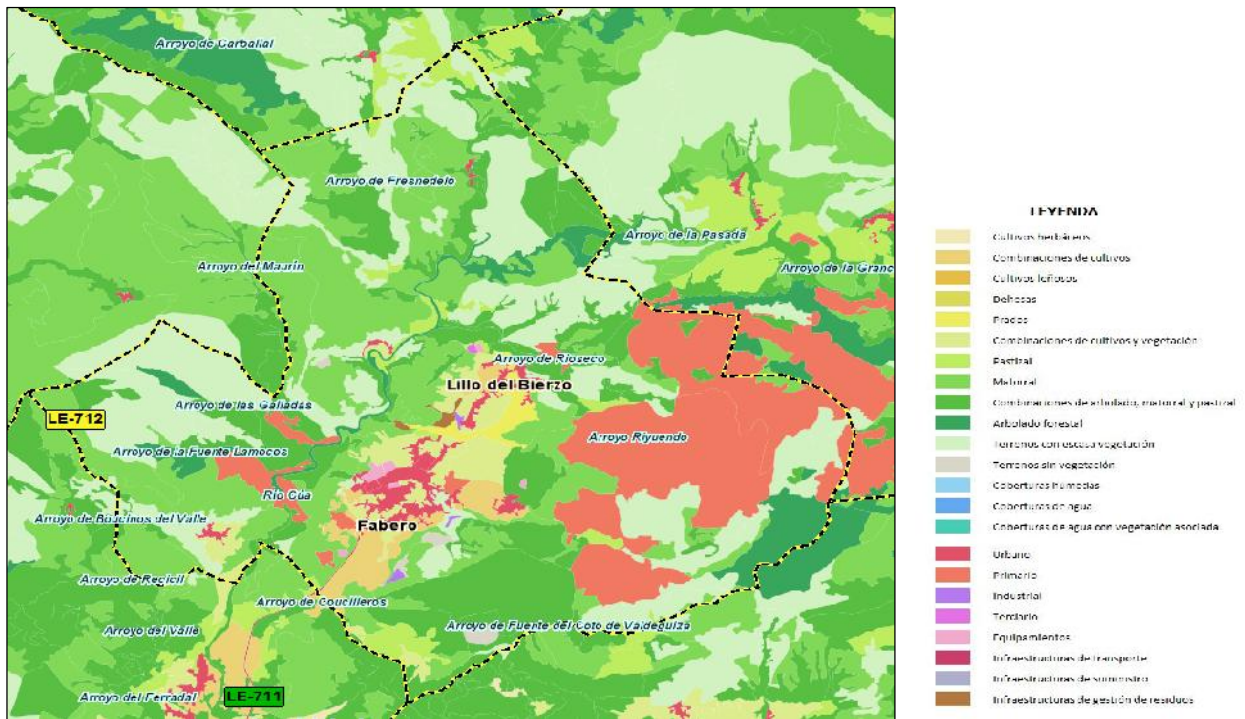 Arroyo de Carballal
Arroyo de Fresnedelo
Arroyo de la Pasada
Arroyo del Maurín
Arroyo de la Granc
Arroyo de Rioseco
Lillo del Bierzo
Arroyo de las Galladas
LE-712
Arroyo Riyuendo
Arroyo de la Fuente Lamocos
Río Cúa
Arroyo de Boucinos del Valle
Fabero
Arroyo de Regicil
Arroyo de Coucilleros
Arroyo del Valle
Arroyo de Fuente del Coto de Valdeguiza
Arroyo del Ferradal
LE-711
LEYENDA
Cultivos herbáceos
Combinaciones de cultivos
Cultivos leñosos
Dehesas
Prados
Combinaciones de cultivos y vegetación
Pastizal
Matorral
Combinaciones de arbolado, matorral y pastizal
Arbolado forestal
Terrenos con escasa vegetación
Terrenos sin vegetación
Coberturas húmedas
Coberturas de agua
Coberturas de agua con vegetación asociada
Urbano
Primario
Industrial
Terciario
Equipamientos
Infraestructuras de transporte
Infraestructuras de suministro
Infraestructuras de gestión de residuos